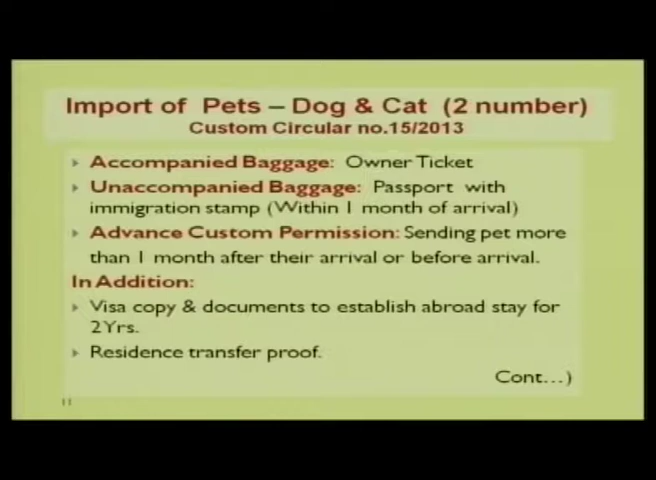 Import of Pets – Dog & Cat (2 number)
Custom Circular no.15/2013
Accompanied Baggage: Owner Ticket
Unaccompanied Baggage: Passport with
immigration stamp (Within 1 month of arrival)
Advance Custom Permission: Sending pet more
than 1 month after their arrival or before arrival.
In Addition:
Visa copy & documents to establish abroad stay for
2Yrs.
Residence transfer proof.
Cont...)
11